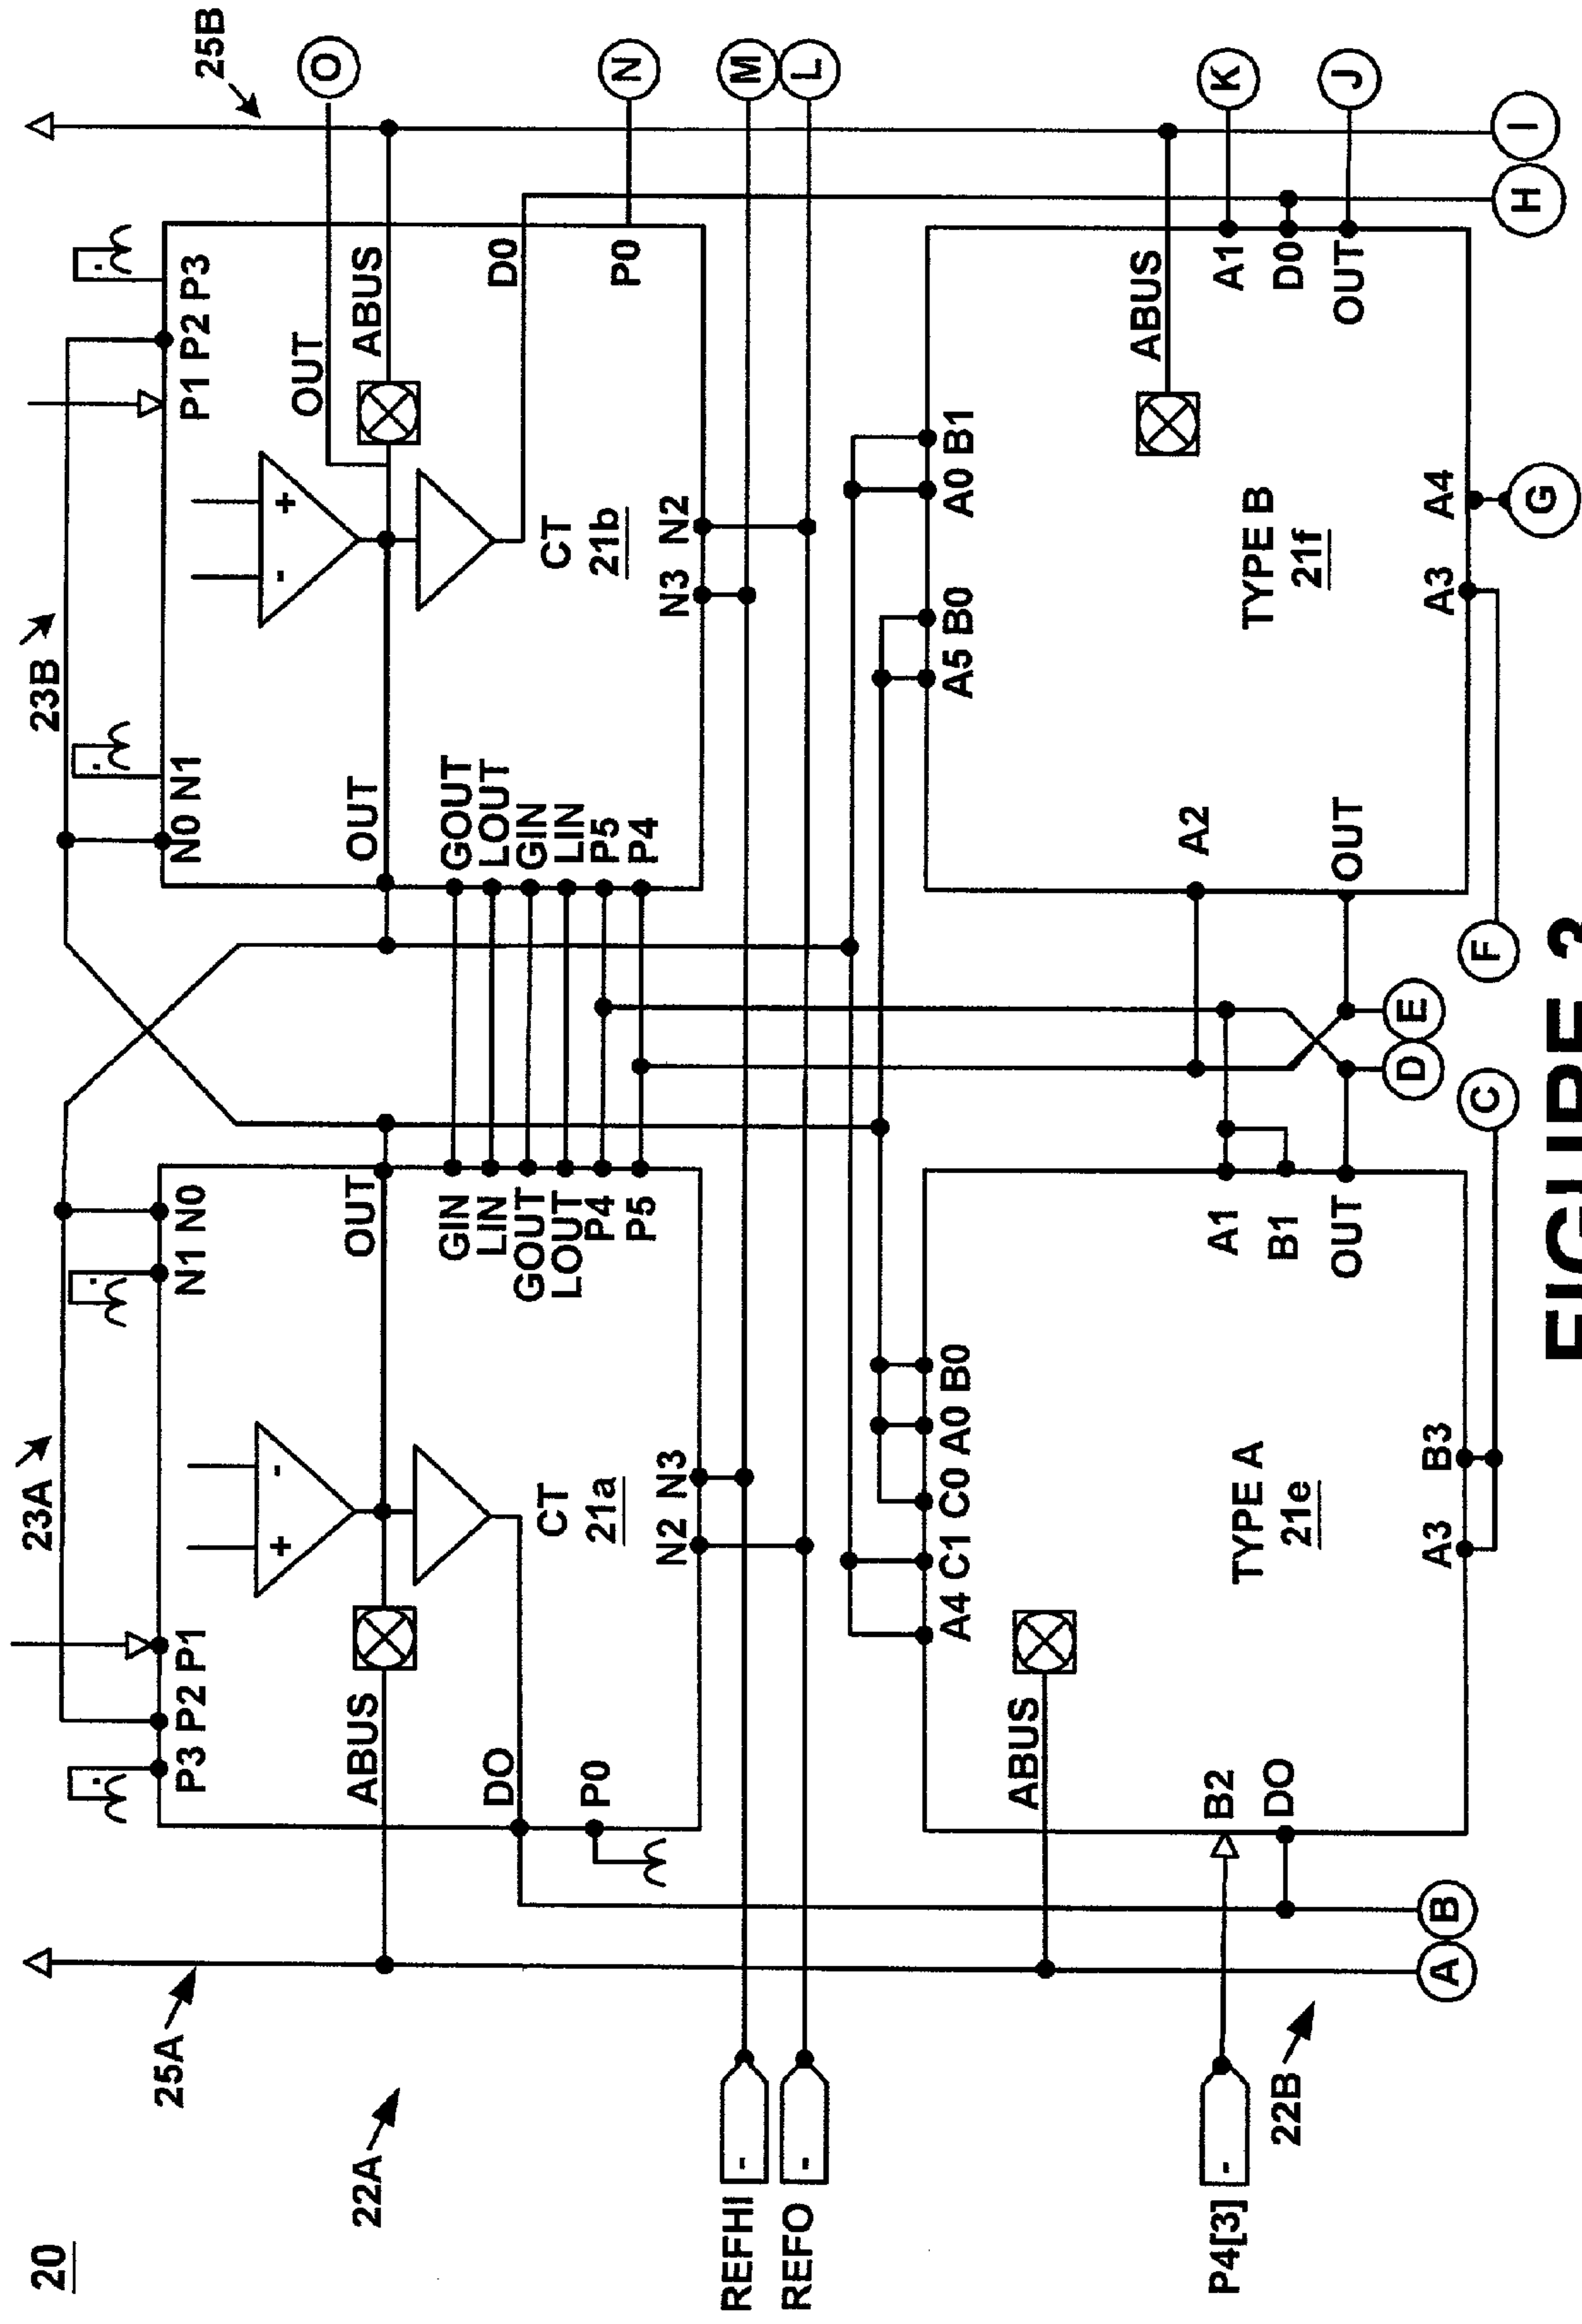 20
23A
23B
25A
25B
P3 P2 P1
N1 N0
N0 N1
P1 P2 P3
+ -
- +
OUT
O
22A
ABUS
OUT
OUT
ABUS
GIN
GOUT
LIN
LOUT
DO
GOUT
GIN
D0
LOUT
LIN
CT
CT
P0
P4
P5
21a
21b
P5
P4
P0
N
N2 N3
N3 N2
REFHI -
M
REFO -
L
A4 C1 C0 A0 B0
A5 B0
A0 B1
ABUS
ABUS
B2
A1
A2
A1
K
P4[3] -
TYPE A
TYPE B
DO
B1
D0
22B
21e
21f
OUT
OUT
OUT
J
D
E
A
B
A3
B3
A3
A4
C
F
G
H
I
FIGURE